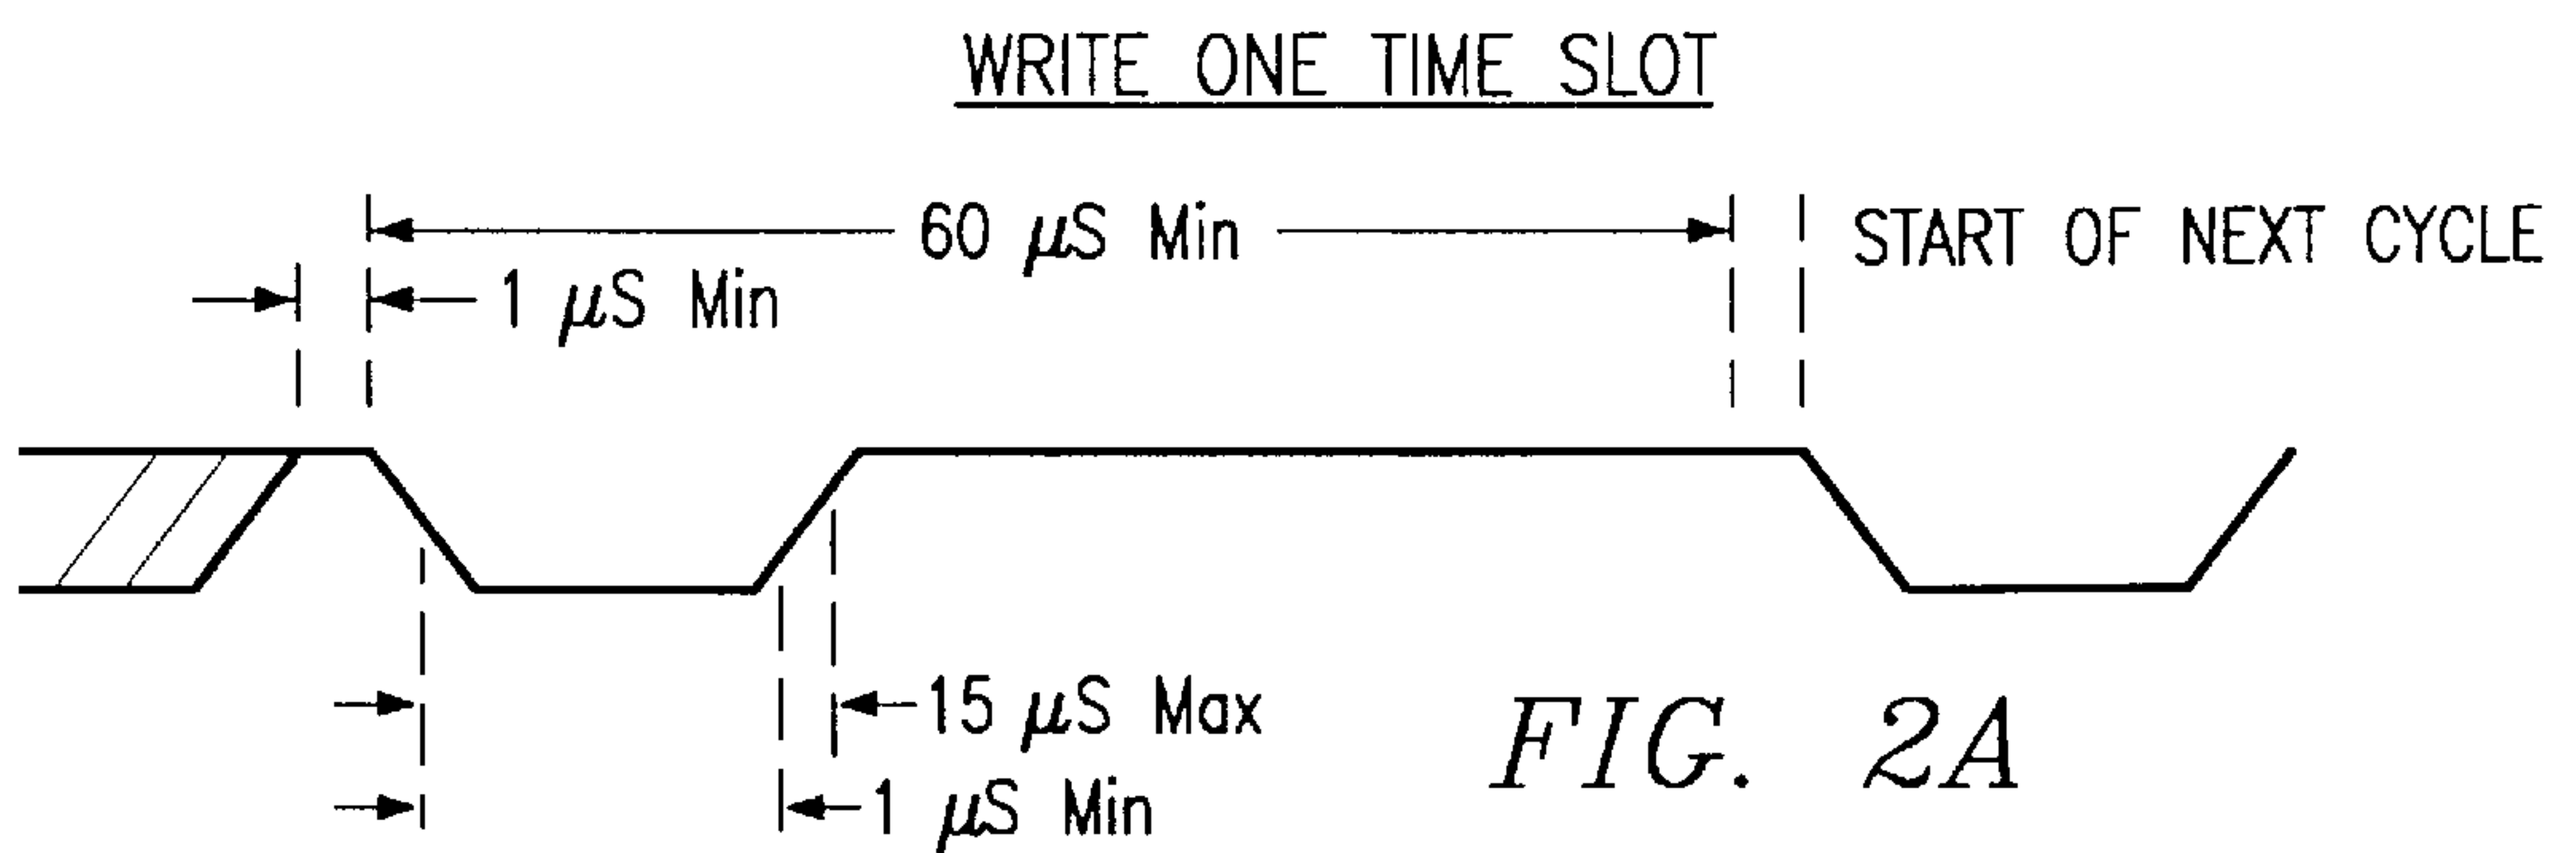 WRITE ONE TIME SLOT
60 μS Min
START OF NEXT CYCLE
1 μS Min
15 μS Max
1 μS Min
FIG. 2A